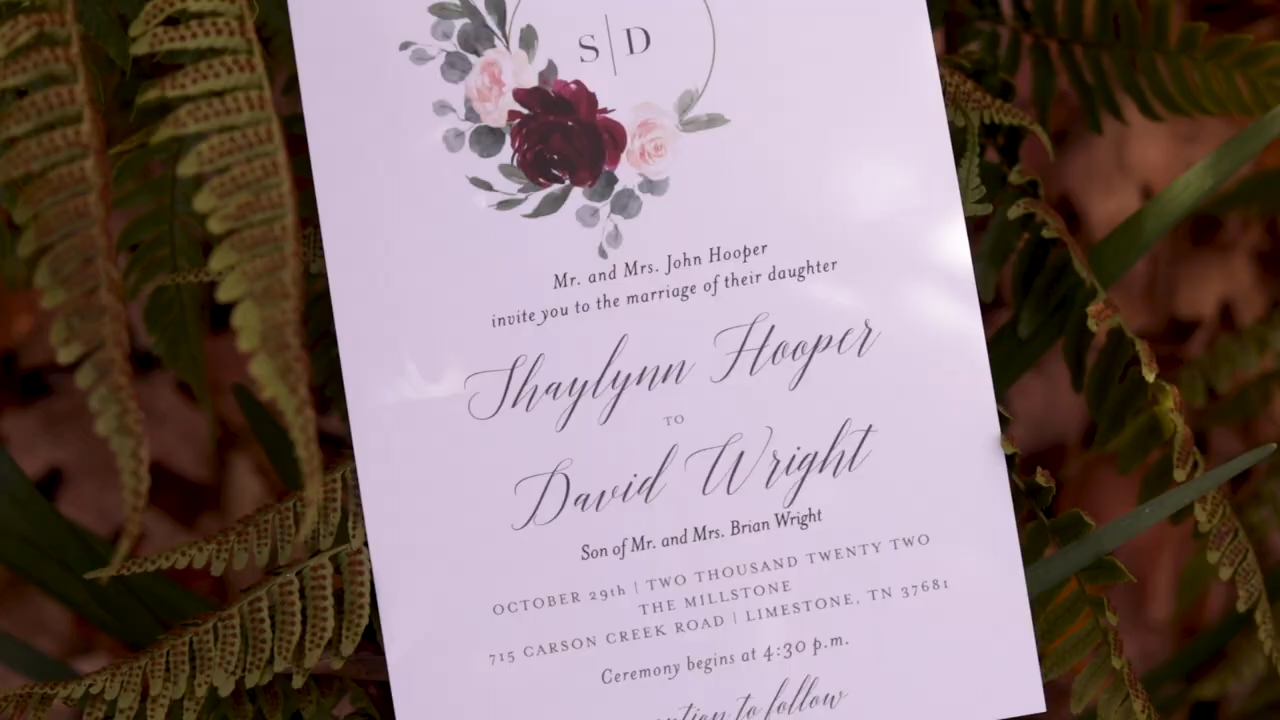 S | D
Mr. and Mrs. John Hooper
invite you to the marriage of their daughter
Shaylynn Hooper
TO
David Wright
Son of Mr. and Mrs. Brian Wright
OCTOBER 29th | TWO THOUSAND TWENTY TWO
THE MILLSTONE
715 CARSON CREEK ROAD | LIMESTONE, TN 37681
Ceremony begins at 4:30 p.m.
to follow